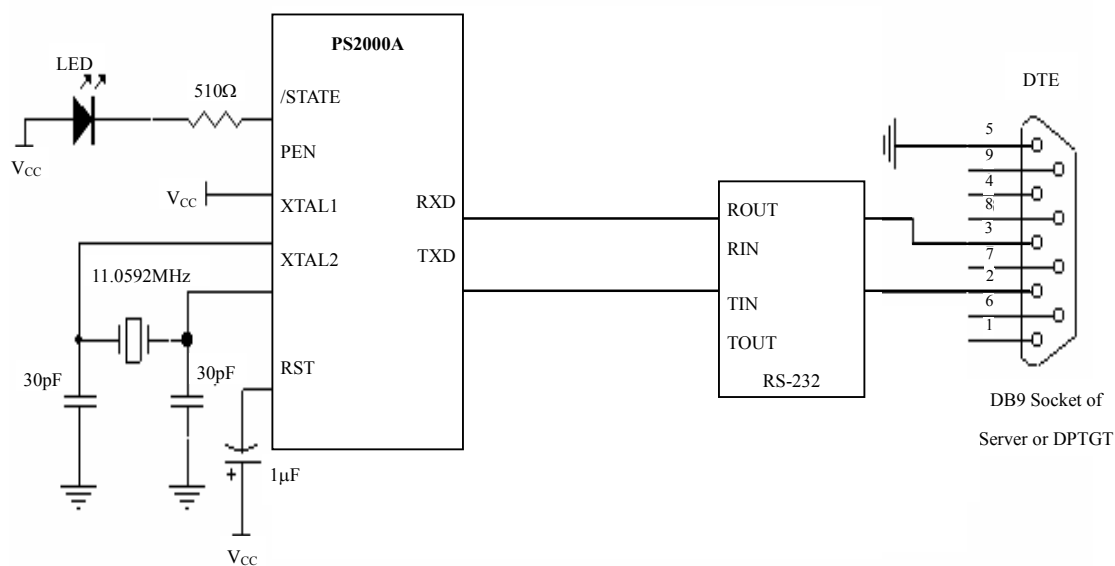 PS2000A
LED
510Ω
/STATE
DTE
VCC
PEN
VCC
XTAL1
RXD
ROUT
XTAL2
TXD
RIN
11.0592MHz
TIN
TOUT
RST
RS-232
30pF
30pF
+
1μF
VCC
5
9
4
8
3
7
2
6
1
DB9 Socket of
Server or DPTGT